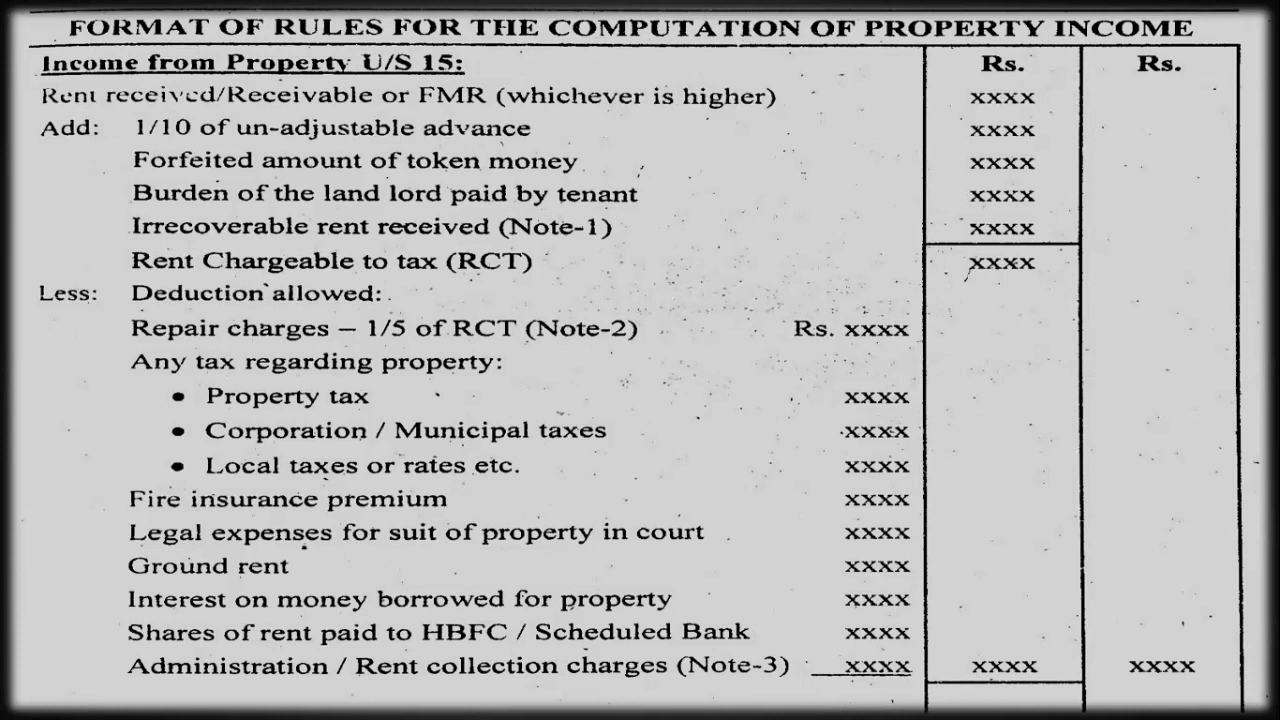 FORMAT OF RULES FOR THE COMPUTATION OF PROPERTY INCOME
Income from Property U/S 15: Rs. Rs.
Rent received/Receivable or FMR (whichever is higher) xxxx
Add: 1/10 of un-adjustable advance xxxx
Forfeited amount of token money xxxx
Burden of the land lord paid by tenant xxxx
Irrecoverable rent received (Note-1) xxxx
Rent Chargeable to tax (RCT) xxxx
Less: Deduction allowed:
Repair charges – 1/5 of RCT (Note-2) Rs. xxxx
Any tax regarding property:
• Property tax xxxx
• Corporation / Municipal taxes xxxx
• Local taxes or rates etc. xxxx
Fire insurance premium xxxx
Legal expenses for suit of property in court xxxx
Ground rent xxxx
Interest on money borrowed for property xxxx
Shares of rent paid to HBFC / Scheduled Bank xxxx
Administration / Rent collection charges (Note-3) xxxx xxxx xxxx